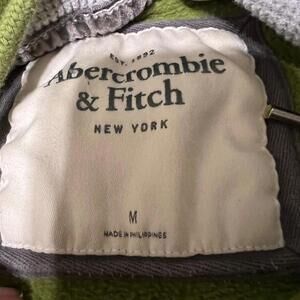 EST. 1892
Abercrombie
& Fitch
NEW YORK
M
MADE IN PHILIPPINES